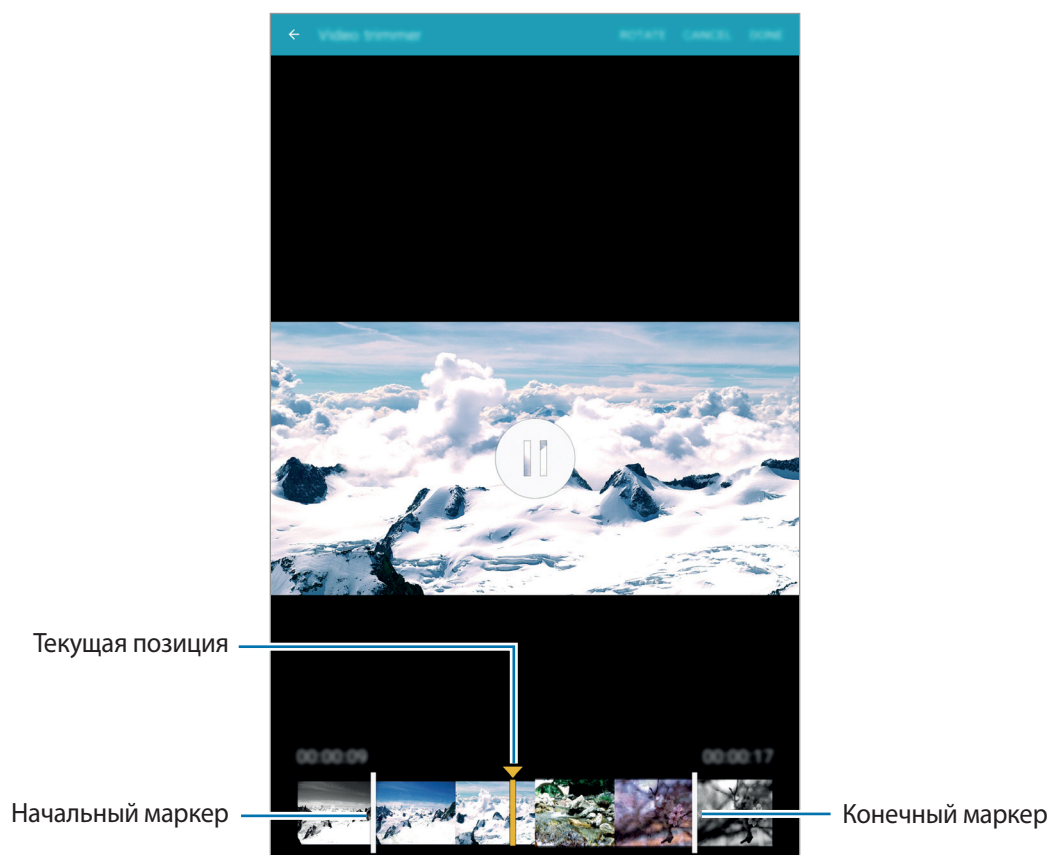 Video trimmer ROTATE CANCEL DONE
Текущая позиция
00:00:09 00:00:17
Начальный маркер
Конечный маркер